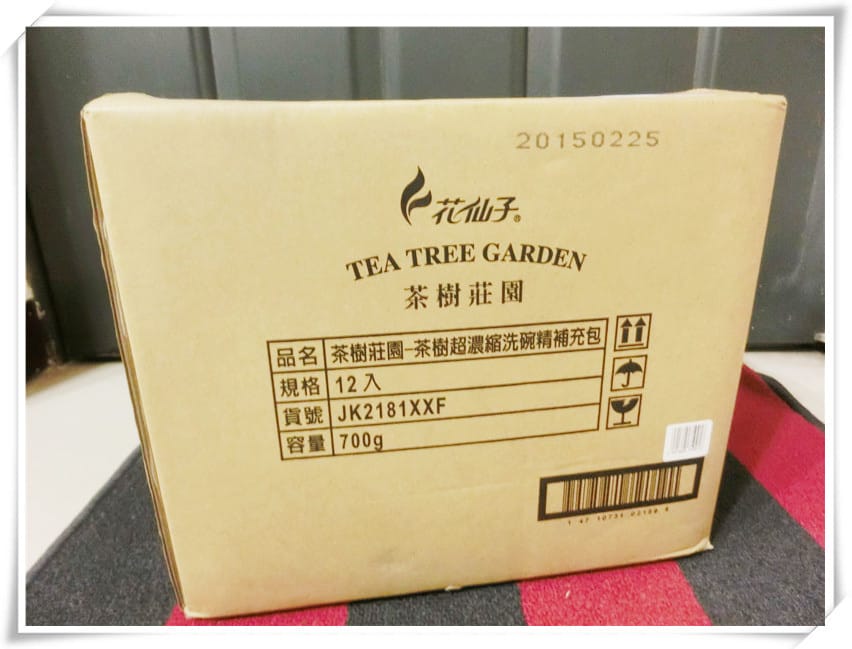 20150225
花仙子®
TEA TREE GARDEN
茶樹莊園
品名 茶樹莊園-茶樹超濃縮洗碗精補充包
規格 12入
貨號 JK2181XXF
容量 700g